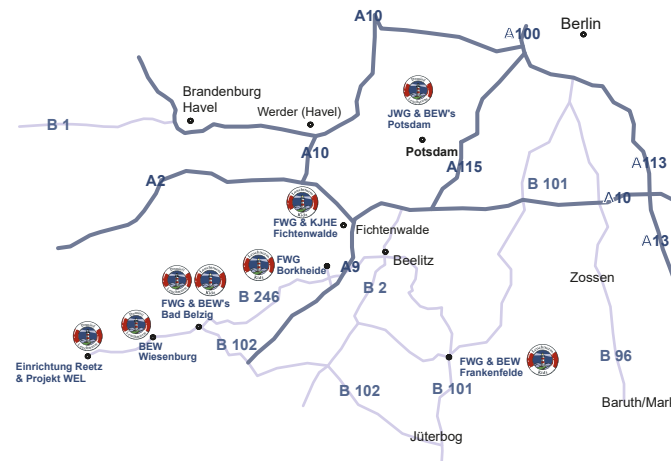 A10
A100
Berlin
Brandenburg
Havel
Werder (Havel)
JWG & BEW's
Potsdam
Potsdam
B 1
A10
A115
A113
A2
B 101
A10
FWG & KJHE
Fichtenwalde
Fichtenwalde
A13
FWG
Borkheide
A9
Beelitz
Zossen
B 246
B 2
FWG & BEW's
Bad Belzig
BEW
Wiesenburg
B 102
Einrichtung Reetz
& Projekt WEL
FWG & BEW
Frankenfelde
B 96
B 102
B 101
Baruth/Mark
Jüterbog